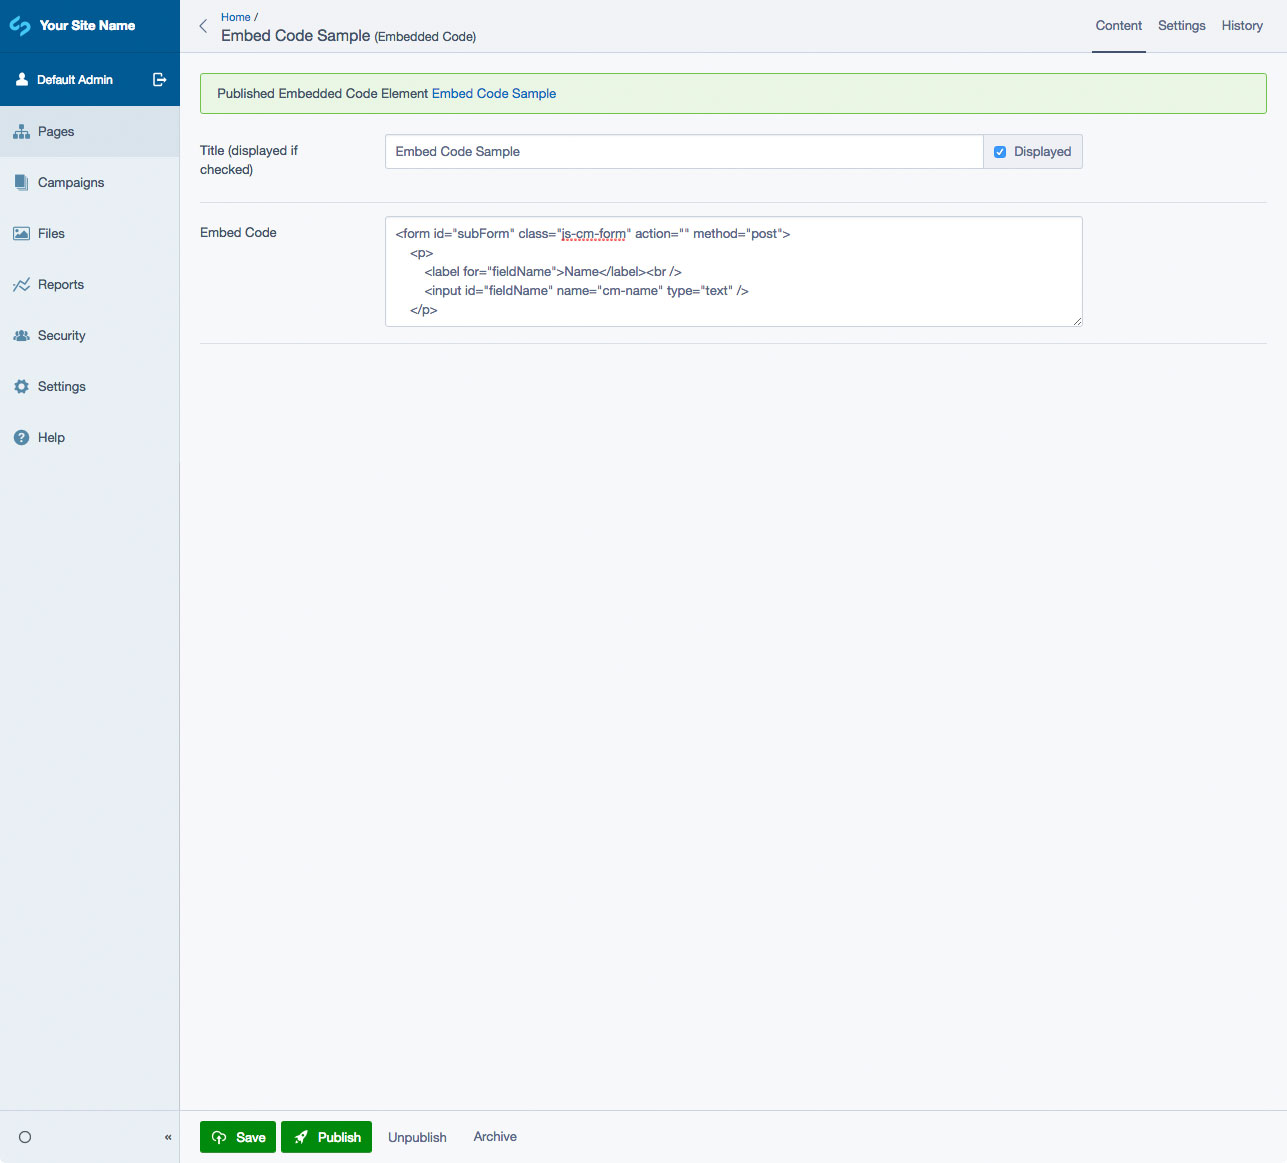 Your Site Name
Default Admin
Pages
Campaigns
Files
Reports
Security
Settings
Help
«
Home /
Embed Code Sample (Embedded Code)
Content Settings History
Published Embedded Code Element Embed Code Sample
Title (displayed if
checked)
Embed Code Sample
Displayed
Embed Code
<form id="subForm" class="js-cm-form" action="" method="post">
<p>
<label for="fieldName">Name</label><br />
<input id="fieldName" name="cm-name" type="text" />
</p>
Save Publish Unpublish Archive